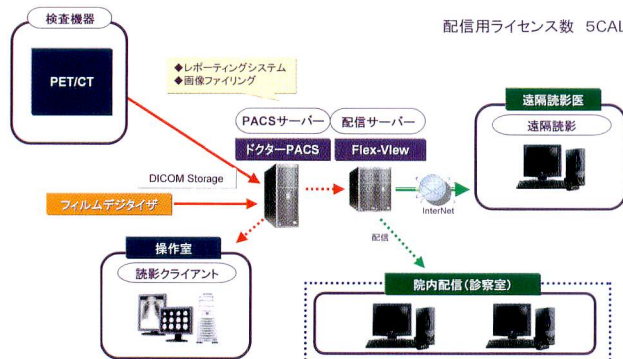 検査機器
配信用ライセンス数 5CAL
PET/CT
◆レポーティングシステム
◆画像ファイリング
遠隔読影医
遠隔読影
PACSサーバー
配信サーバー
ドクターPACS
Flex-View
DICOM Storage
フィルムデジタイザ
InterNet
配信
操作室
読影クライアント
院内配信(診察室)